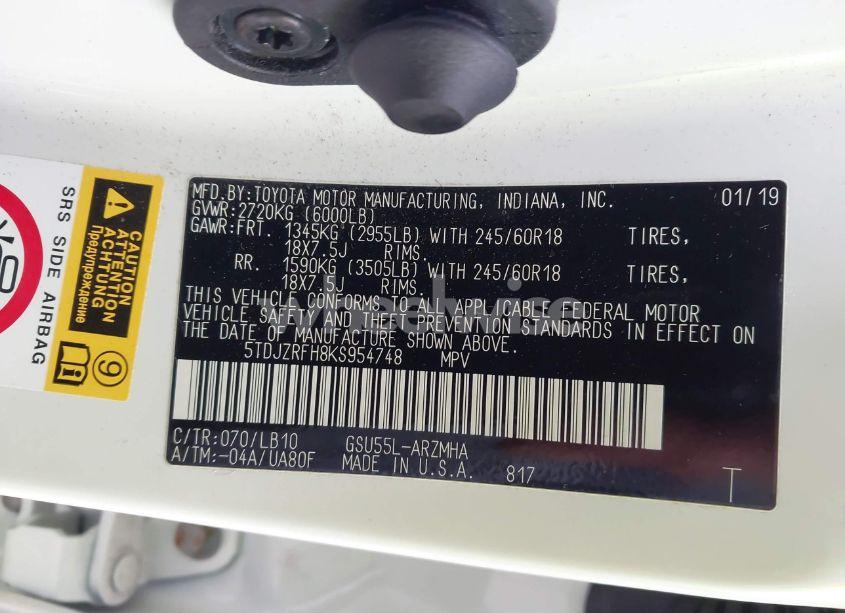 MFD.BY:TOYOTA MOTOR MANUFACTURING, INDIANA, INC. 01/19
GVWR:2720KG (6000LB)
GAWR:FRT. 1345KG (2955LB) WITH 245/60R18 TIRES,
18X7.5J RIMS.
RR. 1590KG (3505LB) WITH 245/60R18 TIRES,
18X7.5J RIMS.
THIS VEHICLE CONFORMS TO ALL APPLICABLE FEDERAL MOTOR
VEHICLE SAFETY AND THEFT PREVENTION STANDARDS IN EFFECT ON
THE DATE OF MANUFACTURE SHOWN ABOVE.
5TDJZRFH8KS954748 MPV
C/TR:070/LB10 GSU55L-ARZMHA
A/TM:-04A/UA80F MADE IN U.S.A. 817
T
SRS SIDE AIRBAG
CAUTION
ATTENTION
ACHTUNG
Предупреждение
9
wheelwise